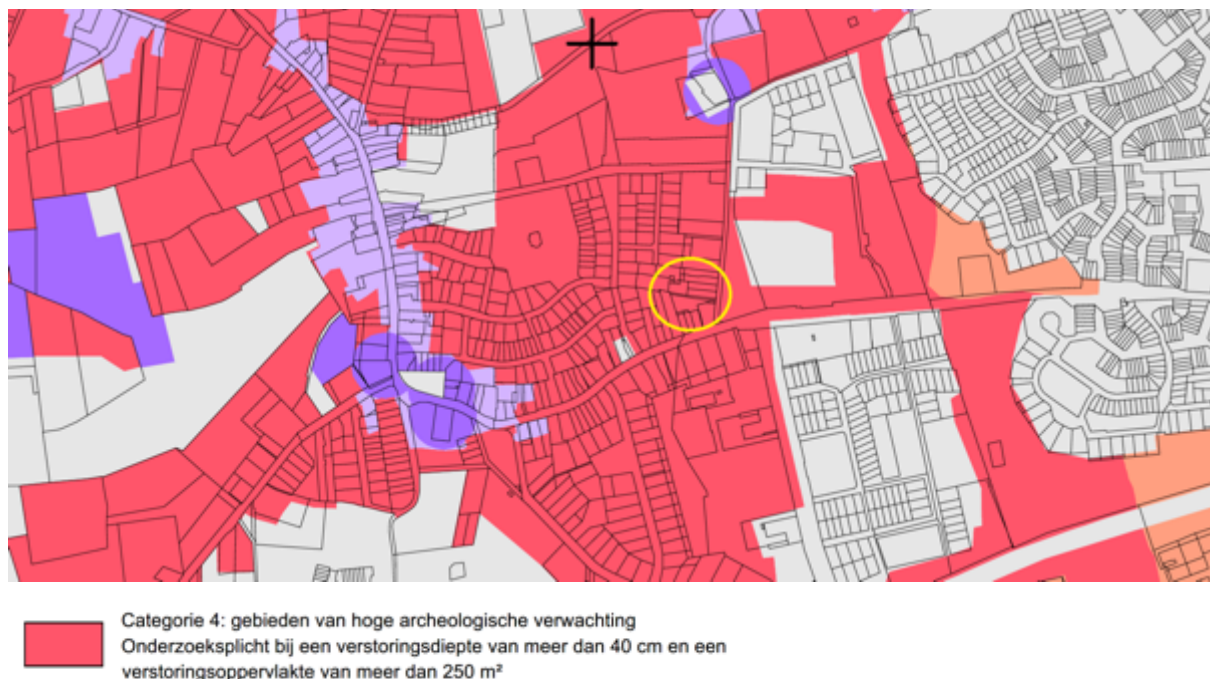 Categorie 4: gebieden van hoge archeologische verwachting
Onderzoeksplicht bij een verstoringsdiepte van meer dan 40 cm en een
verstoringsoppervlakte van meer dan 250 m²